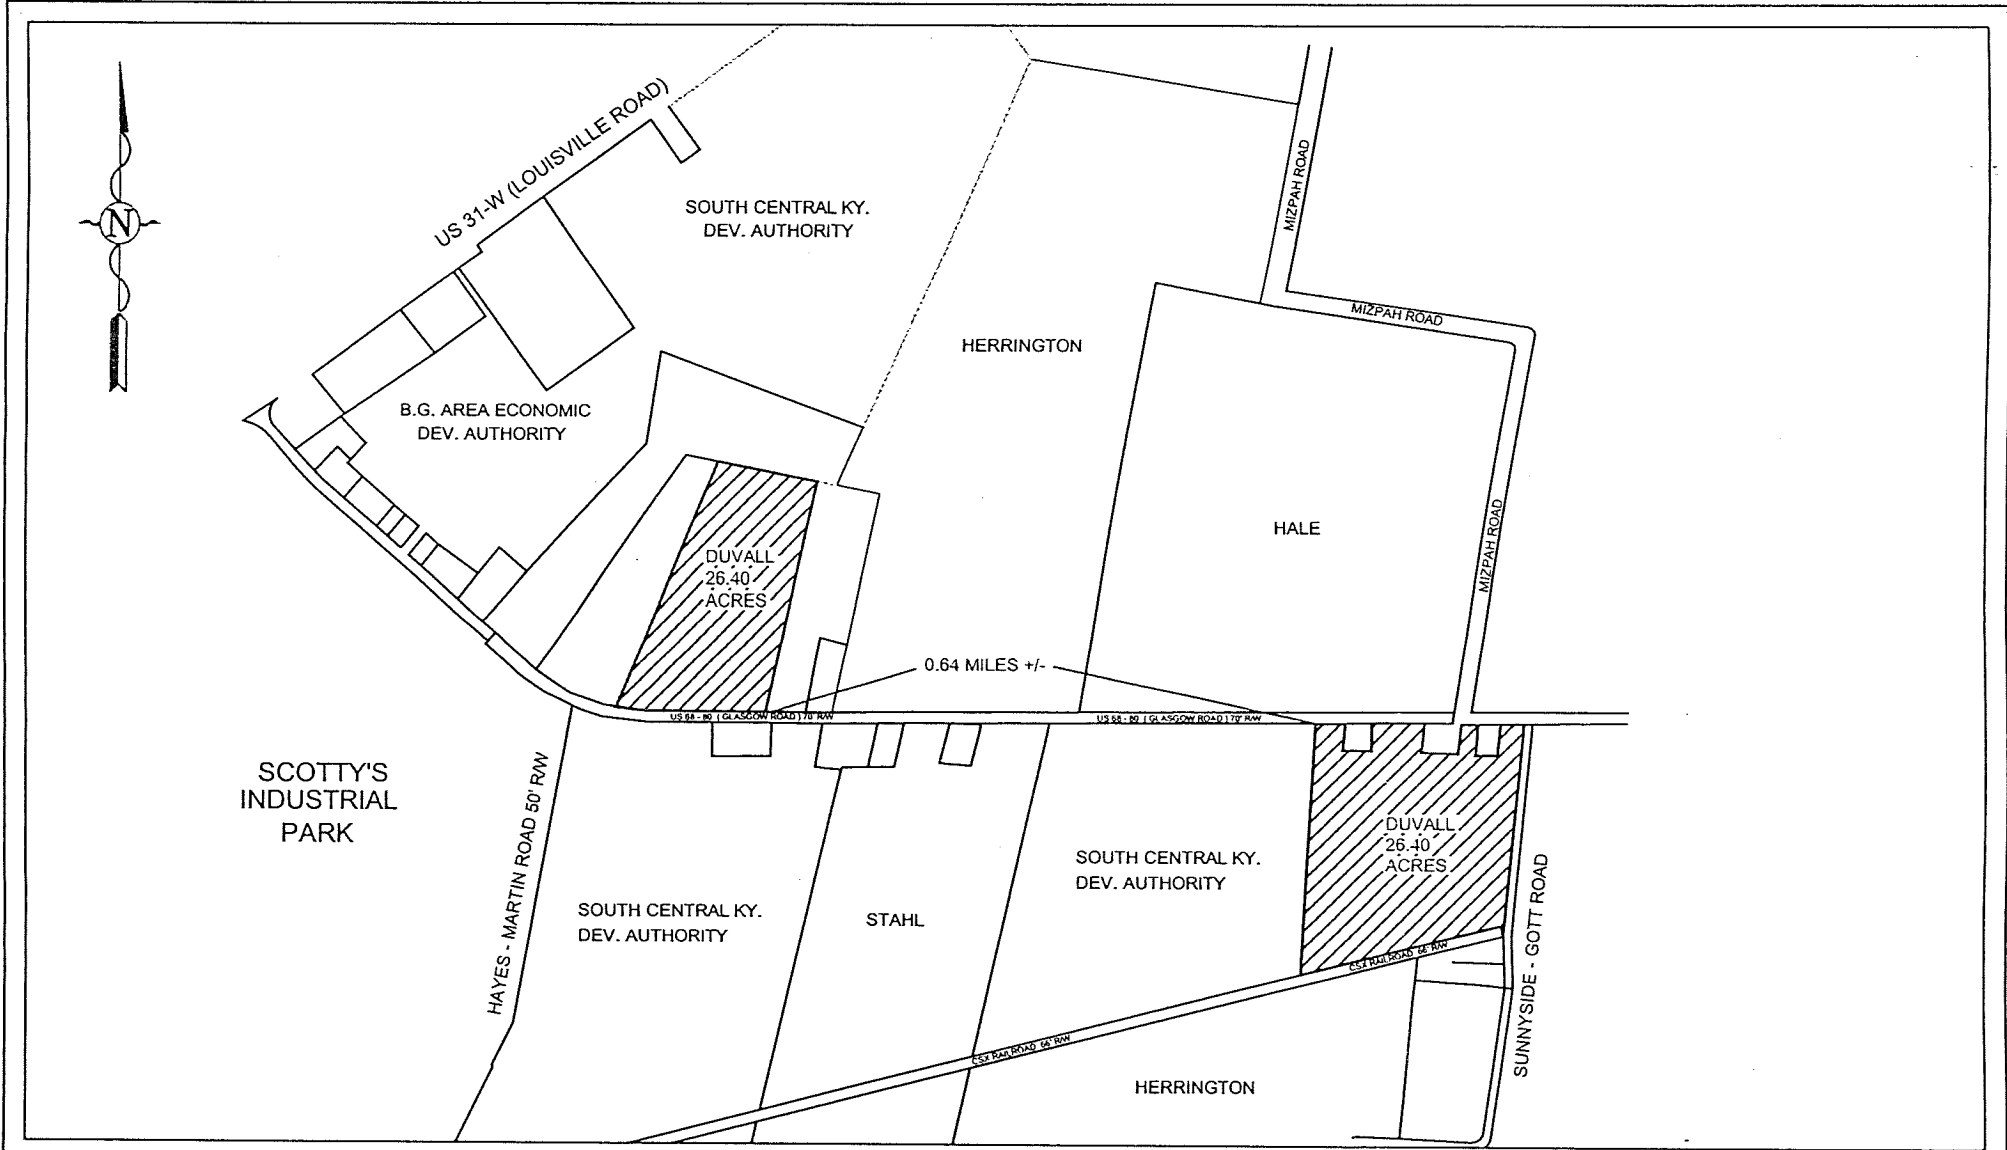 US 31-W (LOUISVILLE ROAD)
N
SOUTH CENTRAL KY.
DEV. AUTHORITY
MIZPAH ROAD
MIZPAH ROAD
HERRINGTON
B.G. AREA ECONOMIC
DEV. AUTHORITY
HALE
MIZPAH ROAD
DUVALL
26.40
ACRES
0.64 MILES +/-
US 68 - 80 ( GLASGOW ROAD ) 70' R/W
US 68 - 80 ( GLASGOW ROAD ) 70' R/W
SCOTTY'S
INDUSTRIAL
PARK
HAYES - MARTIN ROAD 50' R/W
SOUTH CENTRAL KY.
DEV. AUTHORITY
STAHL
SOUTH CENTRAL KY.
DEV. AUTHORITY
DUVALL
26.40
ACRES
SUNNYSIDE - GOTT ROAD
CSX RAILROAD 66' R/W
CSX RAILROAD 66' R/W
HERRINGTON